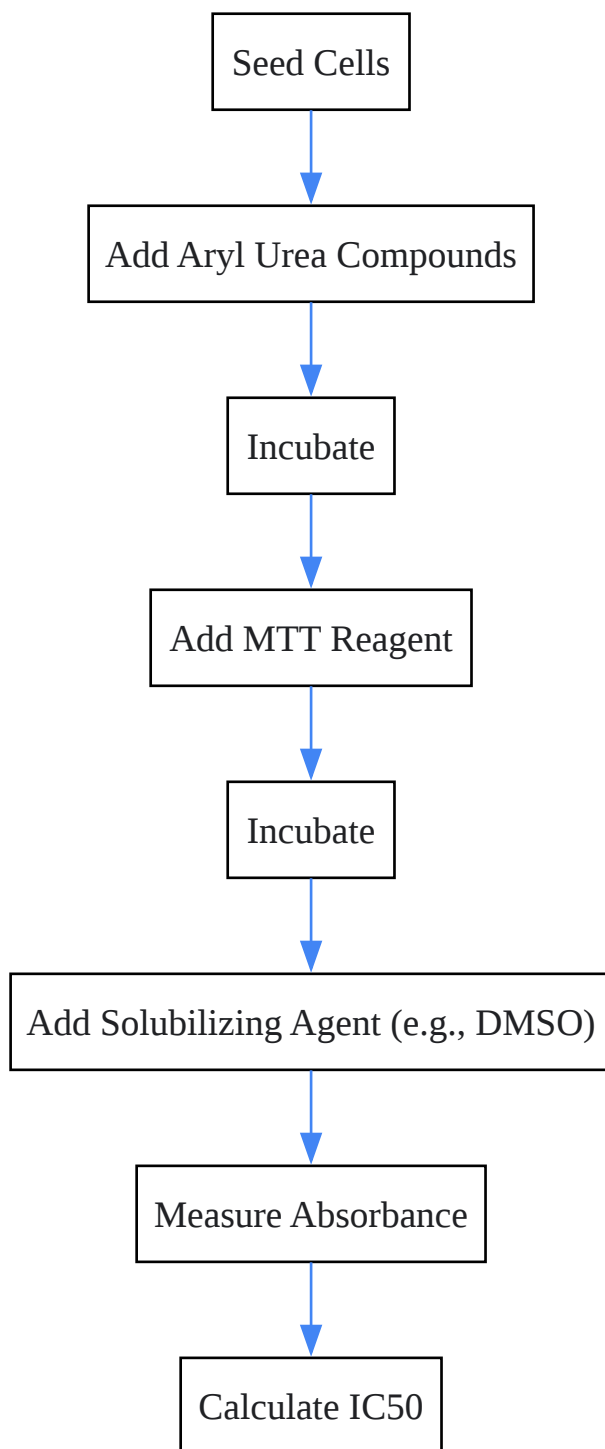 Seed Cells
Add Aryl Urea Compounds
Incubate
Add MTT Reagent
Incubate
Add Solubilizing Agent (e.g., DMSO)
Measure Absorbance
Calculate IC50